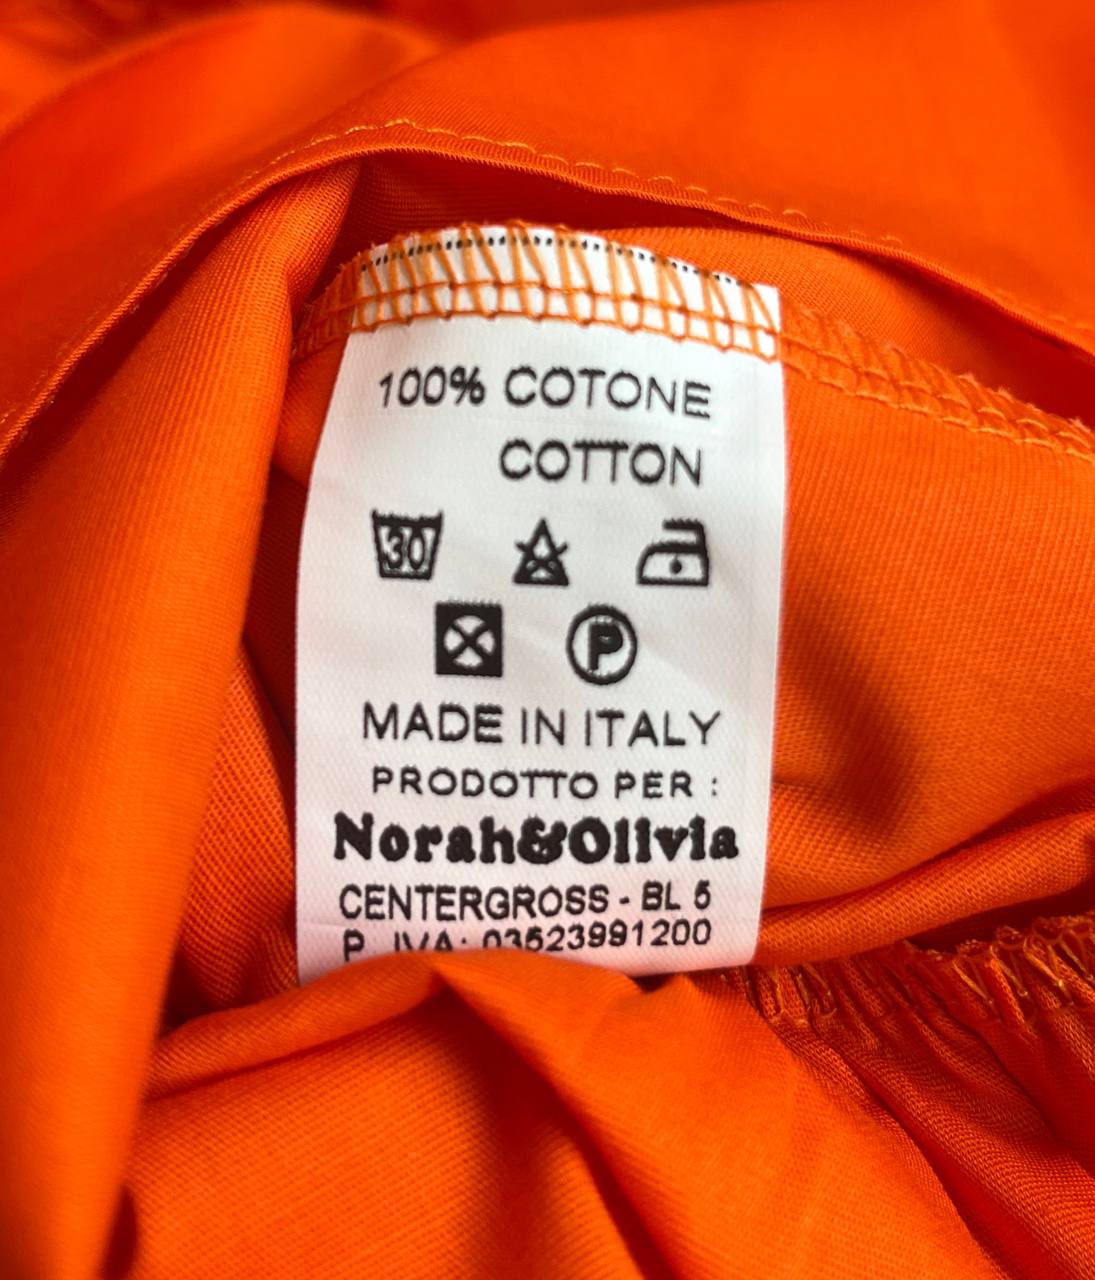 100% COTONE
COTTON
30
P
MADE IN ITALY
PRODOTTO PER :
Norah&Olivia
CENTERGROSS - BL 5
P. IVA: 03523991200